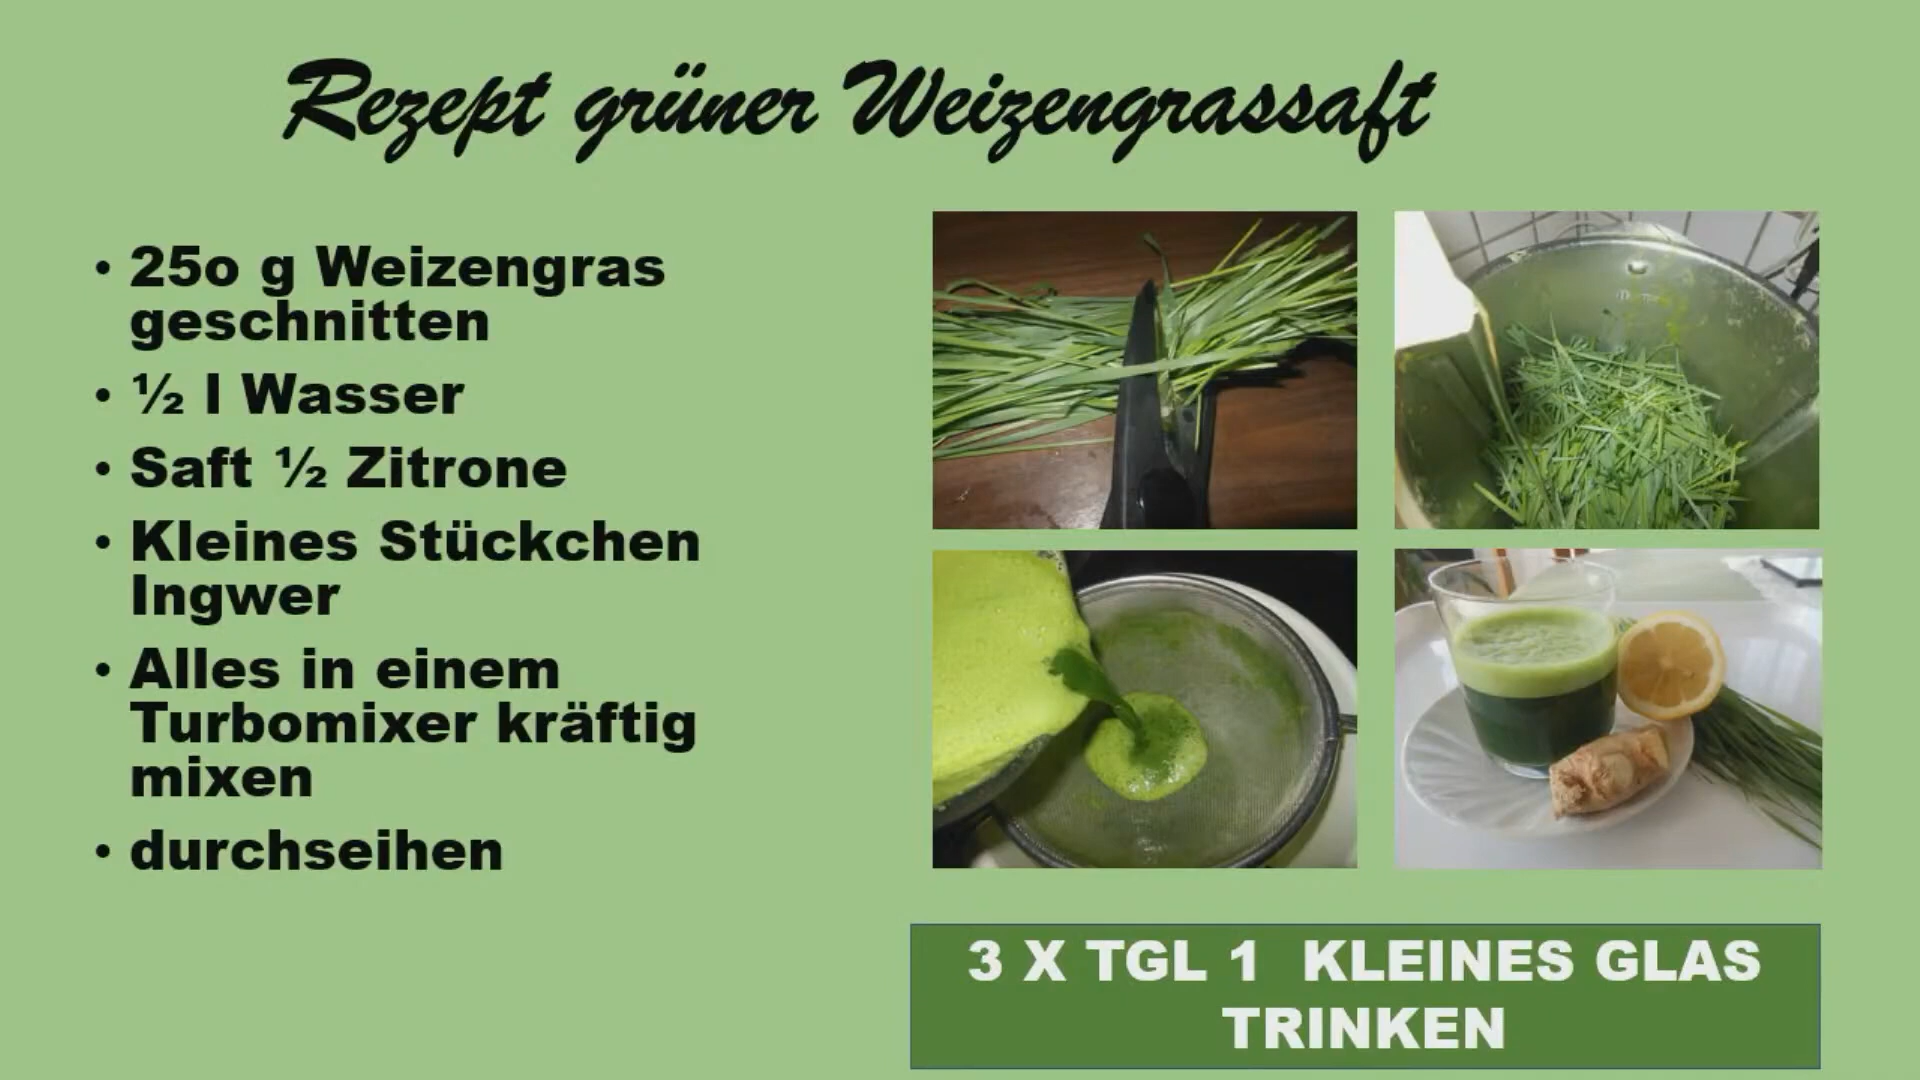 Rezept grüner Weizengrassaft
• 25o g Weizengras
geschnitten
• ½ l Wasser
• Saft ½ Zitrone
• Kleines Stückchen
Ingwer
• Alles in einem
Turbomixer kräftig
mixen
• durchseihen
3 X TGL 1 KLEINES GLAS
TRINKEN